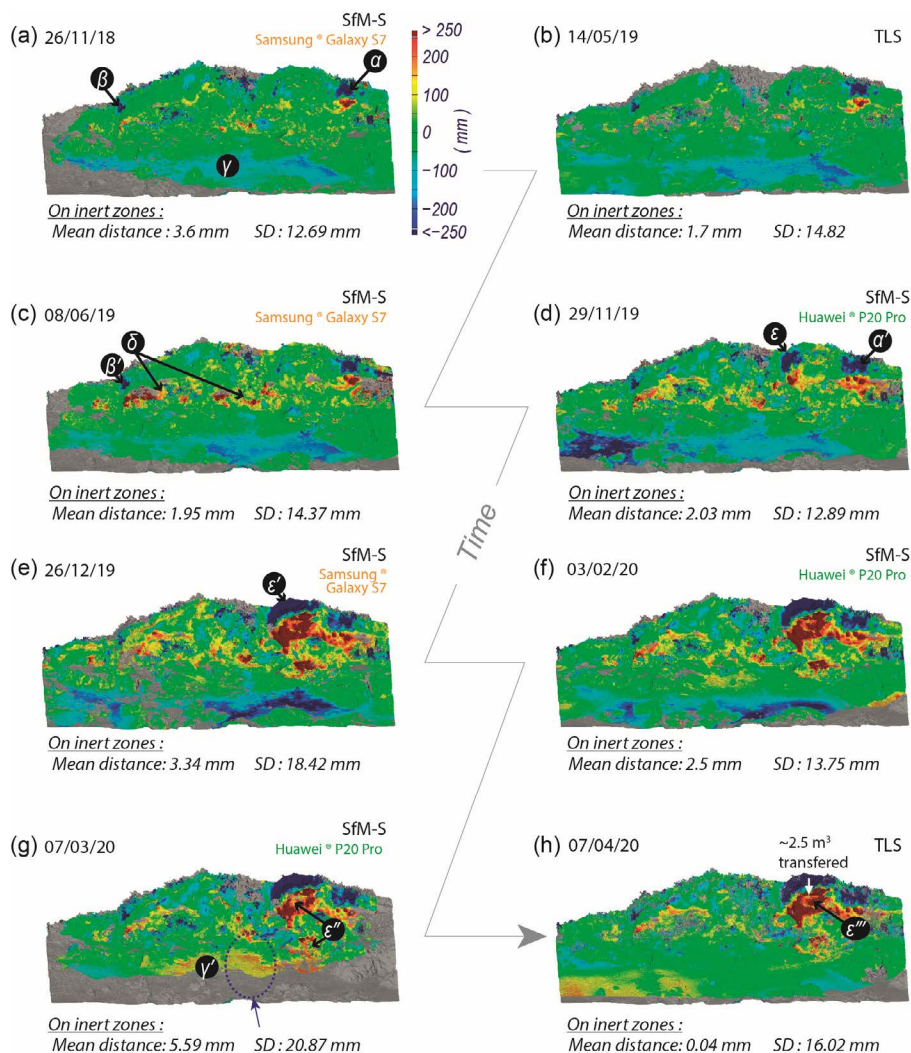 (a) 26/11/18
SfM-S
Samsung ® Galaxy S7
β
α
γ
> 250
200
100
0
−100
−200
<−250
( mm )
On inert zones :
Mean distance : 3.6 mm SD : 12.69 mm
(b) 14/05/19
TLS
On inert zones :
Mean distance : 1.7 mm SD : 14.82
(c) 08/06/19
SfM-S
Samsung ® Galaxy S7
β'
δ
On inert zones :
Mean distance: 1.95 mm SD : 14.37 mm
(d) 29/11/19
SfM-S
Huawei ® P20 Pro
ε
α'
On inert zones :
Mean distance: 2.03 mm SD : 12.89 mm
Time
(e) 26/12/19
SfM-S
Samsung ®
Galaxy S7
ε'
On inert zones :
Mean distance: 3.34 mm SD : 18.42 mm
(f) 03/02/20
SfM-S
Huawei ® P20 Pro
On inert zones :
Mean distance: 2.5 mm SD : 13.75 mm
(g) 07/03/20
SfM-S
Huawei ® P20 Pro
ε''
γ'
On inert zones :
Mean distance: 5.59 mm SD : 20.87 mm
(h) 07/04/20
~2.5 m³
transfered
TLS
ε'''
On inert zones :
Mean distance: 0.04 mm SD : 16.02 mm